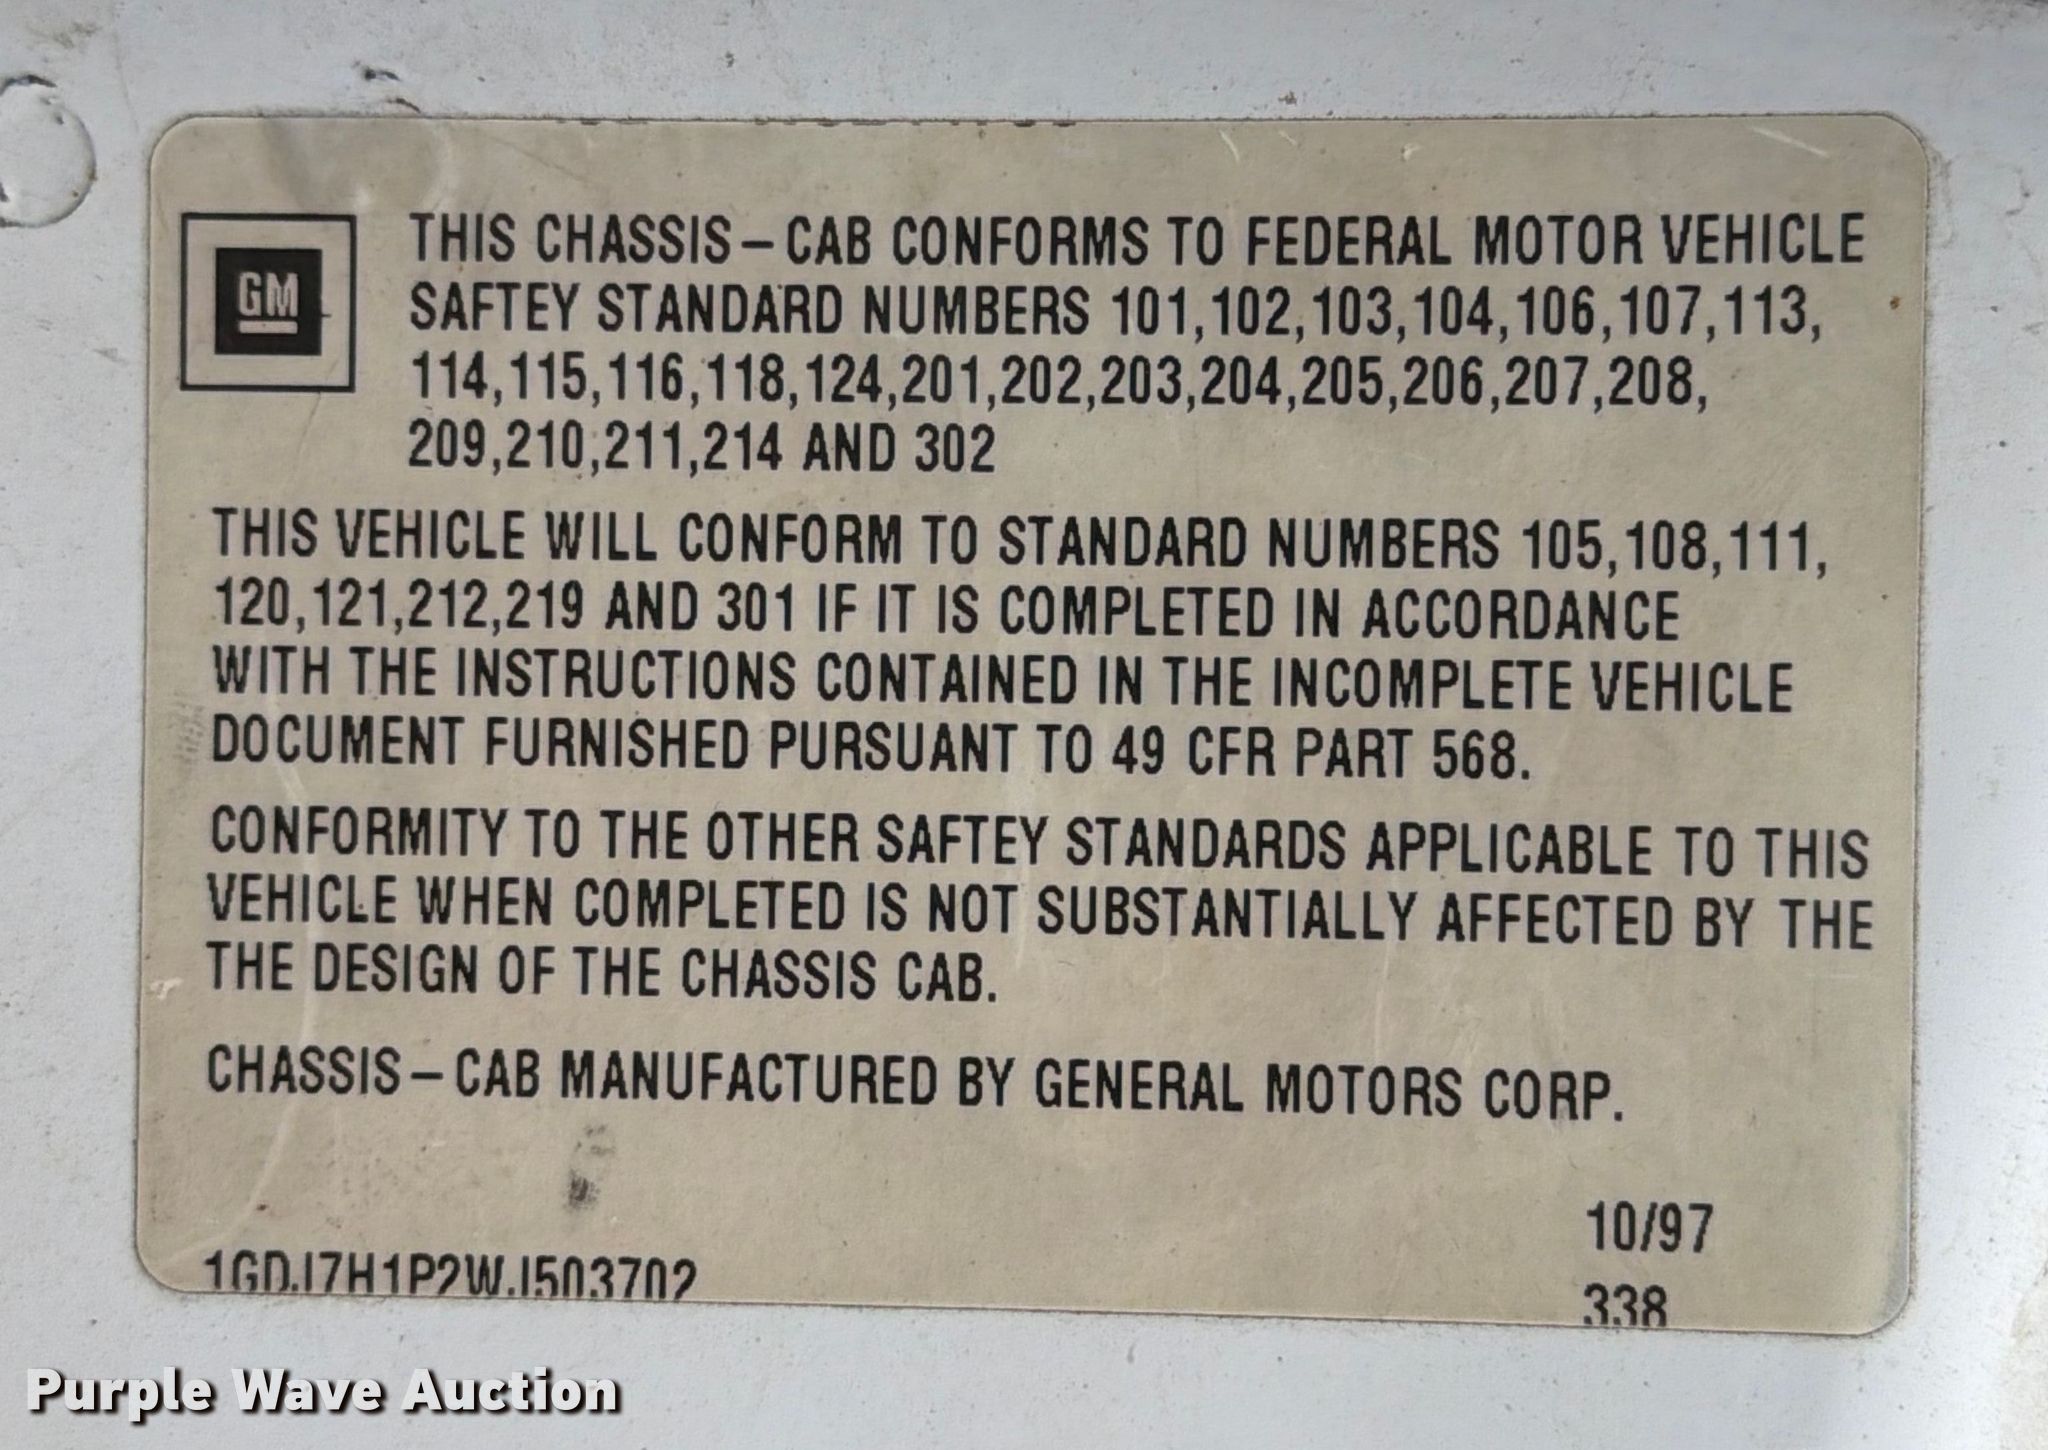 GM
THIS CHASSIS – CAB CONFORMS TO FEDERAL MOTOR VEHICLE
SAFTEY STANDARD NUMBERS 101,102,103,104,106,107,113,
114,115,116,118,124,201,202,203,204,205,206,207,208,
209,210,211,214 AND 302
THIS VEHICLE WILL CONFORM TO STANDARD NUMBERS 105,108,111,
120,121,212,219 AND 301 IF IT IS COMPLETED IN ACCORDANCE
WITH THE INSTRUCTIONS CONTAINED IN THE INCOMPLETE VEHICLE
DOCUMENT FURNISHED PURSUANT TO 49 CFR PART 568.
CONFORMITY TO THE OTHER SAFTEY STANDARDS APPLICABLE TO THIS
VEHICLE WHEN COMPLETED IS NOT SUBSTANTIALLY AFFECTED BY THE
THE DESIGN OF THE CHASSIS CAB.
CHASSIS – CAB MANUFACTURED BY GENERAL MOTORS CORP.
10/97
1GDJ7H1P2WJ503702
338
Purple Wave Auction